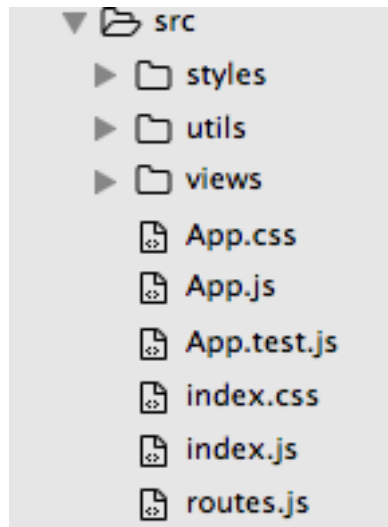 src
styles
utils
views
App.css
App.js
App.test.js
index.css
index.js
routes.js